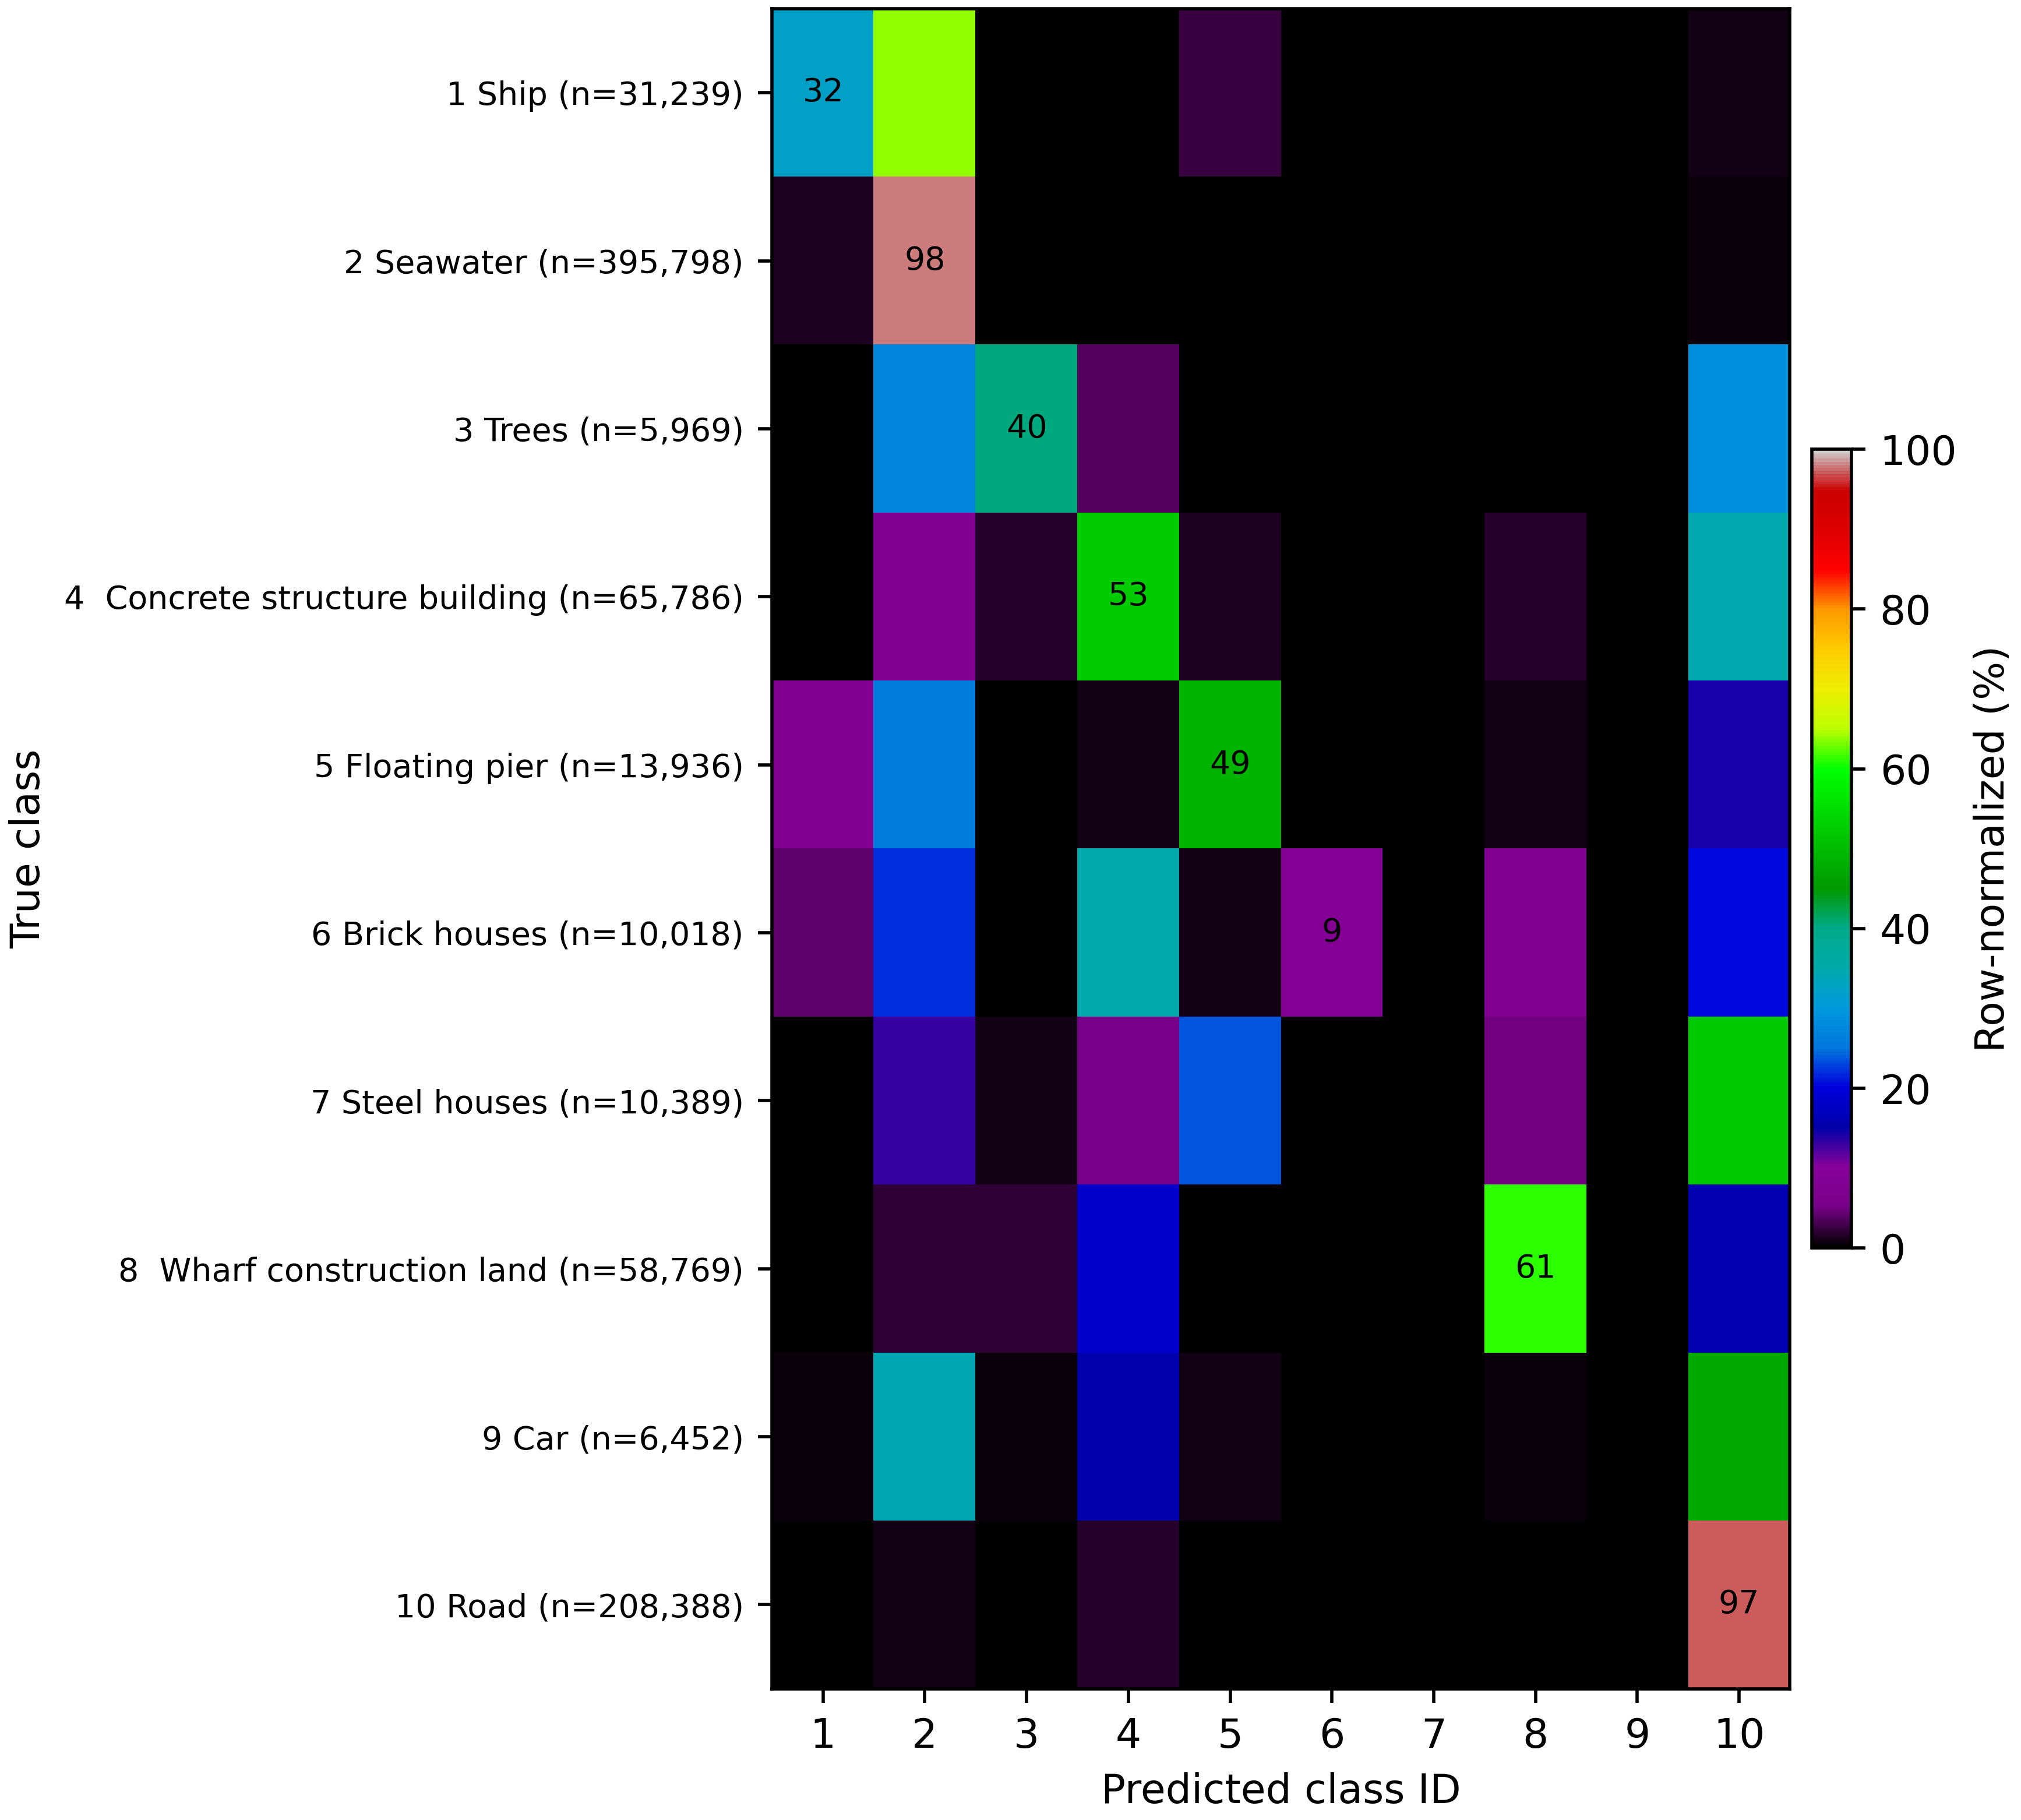 1 Ship (n=31,239)
32
2 Seawater (n=395,798)
98
3 Trees (n=5,969)
40
4  Concrete structure building (n=65,786)
53
5 Floating pier (n=13,936)
49
6 Brick houses (n=10,018)
9
7 Steel houses (n=10,389)
8  Wharf construction land (n=58,769)
61
9 Car (n=6,452)
10 Road (n=208,388)
97
True class
1 2 3 4 5 6 7 8 9 10
Predicted class ID
100
80
60
40
20
0
Row-normalized (%)